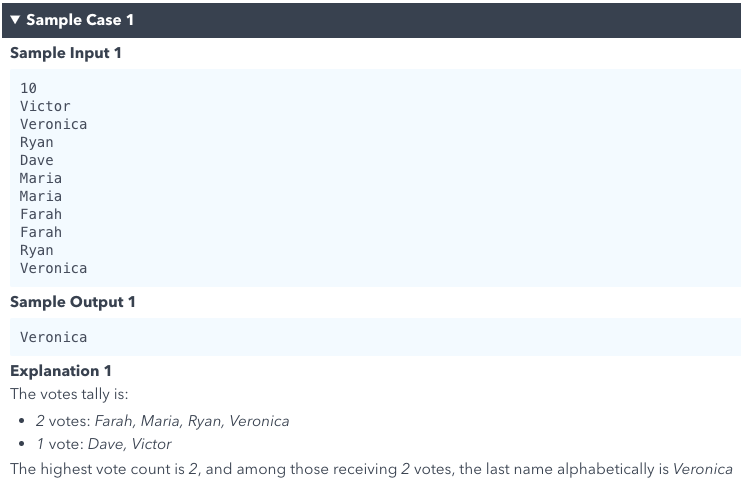 ▼ Sample Case 1
Sample Input 1
10
Victor
Veronica
Ryan
Dave
Maria
Maria
Farah
Farah
Ryan
Veronica
Sample Output 1
Veronica
Explanation 1
The votes tally is:
• 2 votes: Farah, Maria, Ryan, Veronica
• 1 vote: Dave, Victor
The highest vote count is 2, and among those receiving 2 votes, the last name alphabetically is Veronica